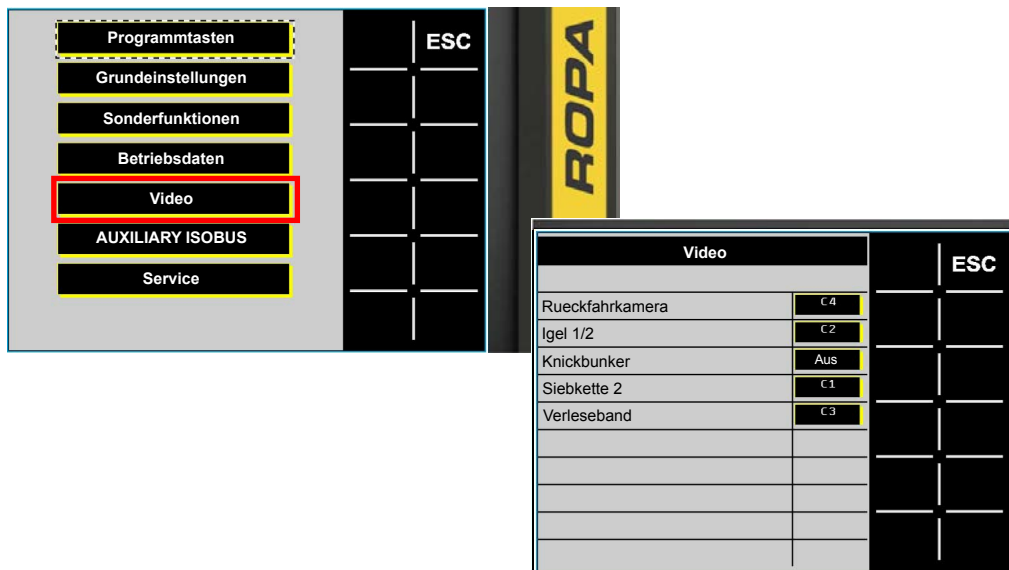 Programmtasten
ESC
Grundeinstellungen
Sonderfunktionen
Betriebsdaten
Video
AUXILIARY ISOBUS
Service
ROPA
Video
ESC
Rueckfahrkamera C4
Igel 1/2 C2
Knickbunker Aus
Siebkette 2 C1
Verleseband C3